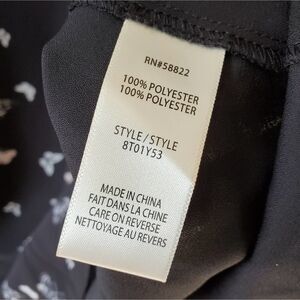 RN#58822
100% POLYESTER
100% POLYESTER
STYLE/STYLE
8T01Y53
MADE IN CHINA
FAIT DANS LA CHINE
CARE ON REVERSE
NETTOYAGE AU REVERS